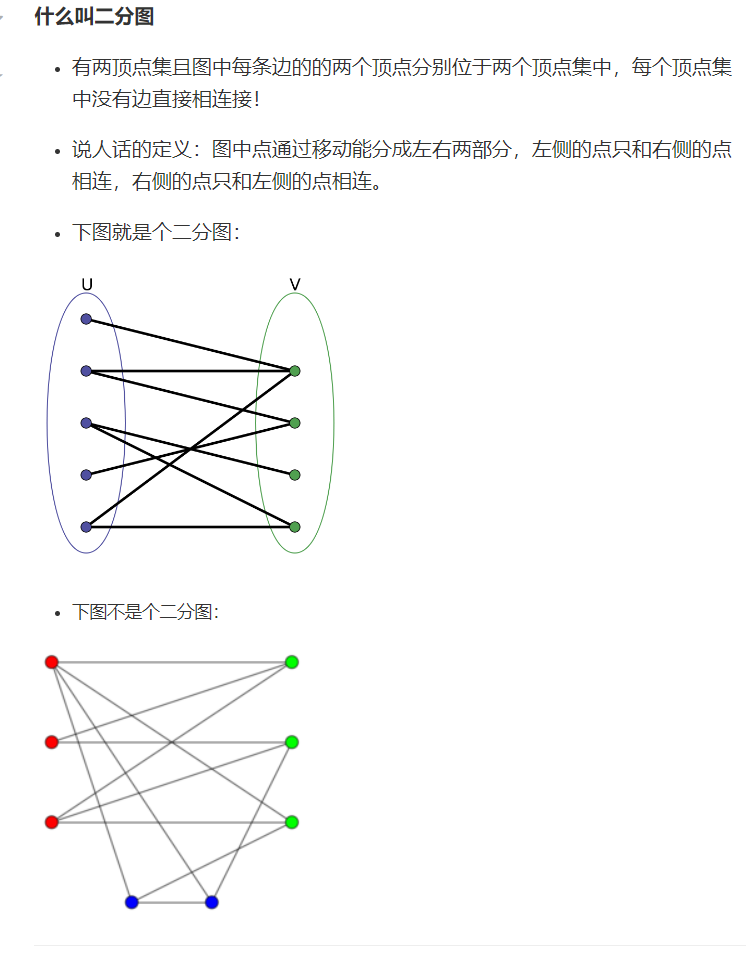 什么叫二分图
有两顶点集且图中每条边的的两个顶点分别位于两个顶点集中，每个顶点集
中没有边直接相连接！
说人话的定义：图中点通过移动能分成左右两部分，左侧的点只和右侧的点
相连，右侧的点只和左侧的点相连。
下图就是个二分图：
U V
下图不是个二分图：